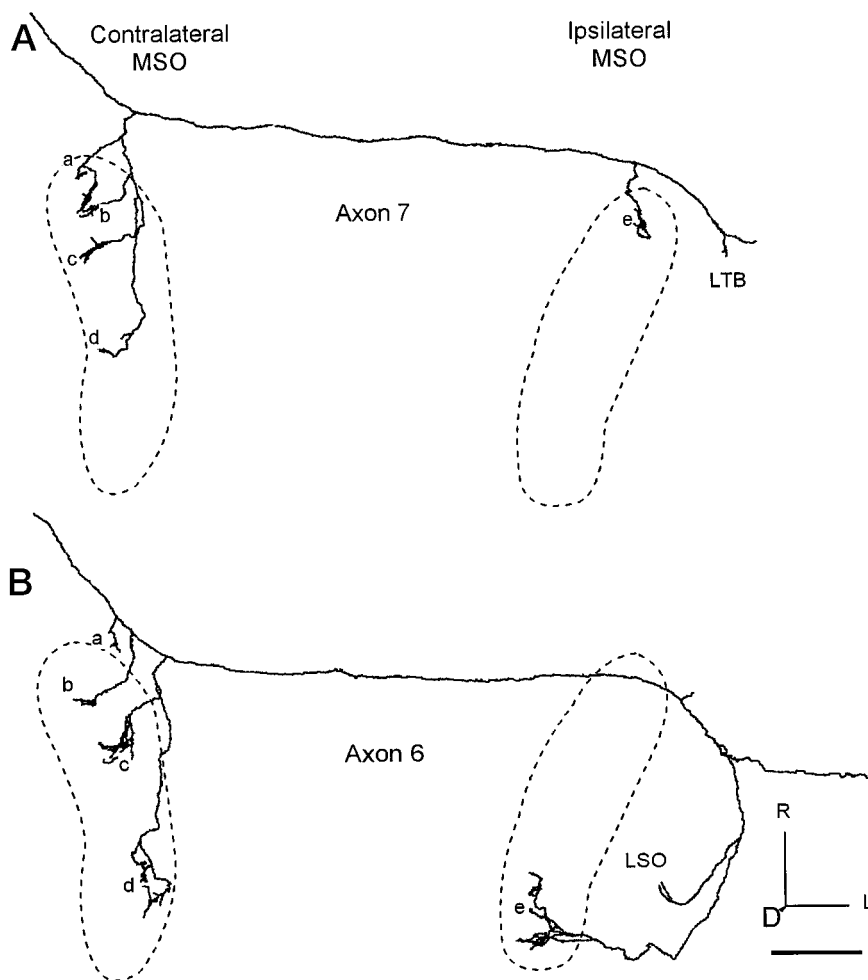 A
Contralateral
MSO
Ipsilateral
MSO
a
b
c
d
e
Axon 7
LTB
B
a
b
c
d
e
Axon 6
LSO
R
D
L